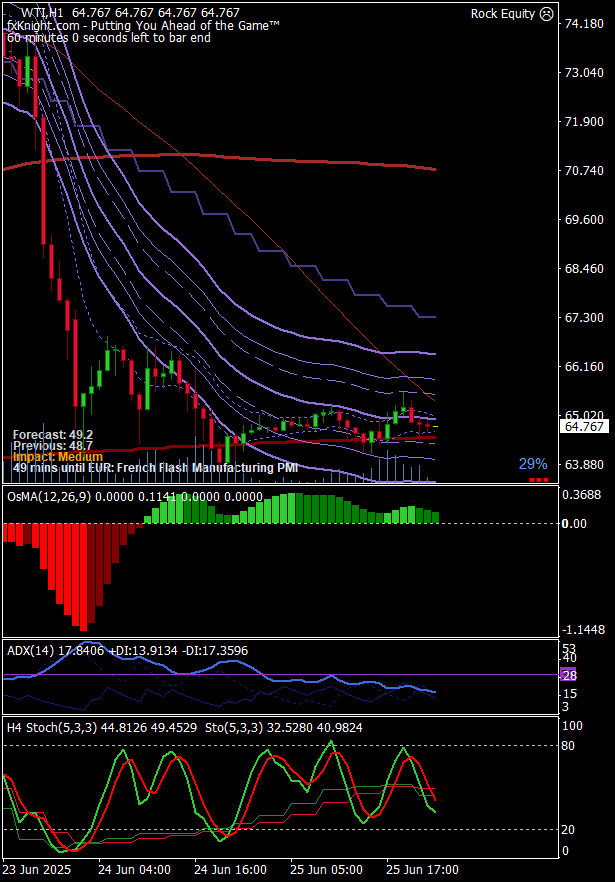 WTI,H1 64.767 64.767 64.767 64.767
Rock Equity
fxKnight.com - Putting You Ahead of the Game™
60 minutes 0 seconds left to bar end
74.180
73.040
71.900
70.740
69.600
68.460
67.300
66.160
65.020
64.767
63.880
Forecast: 49.2
Previous: 48.7
Impact Medium
49 mins until EUR: French Flash Manufacturing PMI
29%
OsMA(12,26,9) 0.0000 0.1141 0.0000 0.0000
0.3688
0.00
-1.1448
ADX(14) 17.8406 +DI:13.9134 -DI:17.3596
53
40
28
15
3
H4 Stoch(5,3,3) 44.8126 49.4529 Sto(5,3,3) 32.5280 40.9824
100
80
20
0
23 Jun 2025 24 Jun 04:00 24 Jun 16:00 25 Jun 05:00 25 Jun 17:00